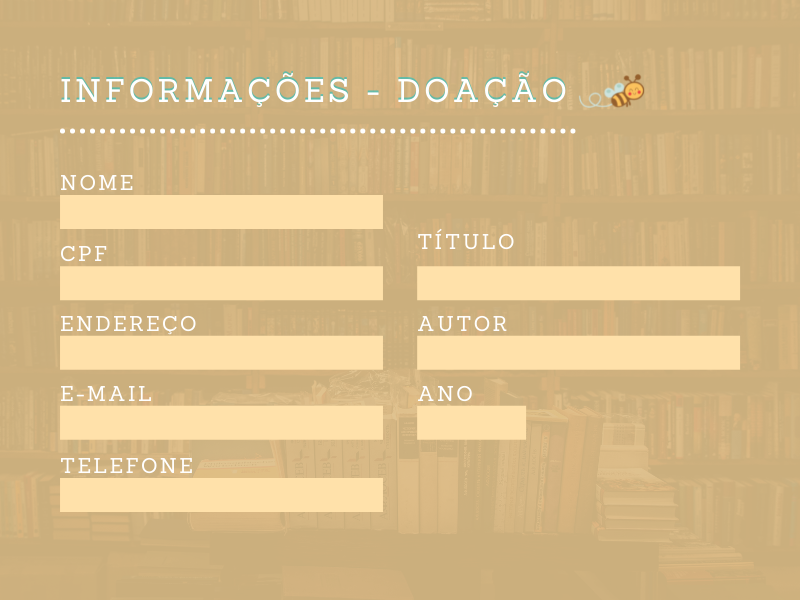 INFORMAÇÕES - DOAÇÃO
NOME
CPF
ENDEREÇO
E-MAIL
TELEFONE
TÍTULO
AUTOR
ANO